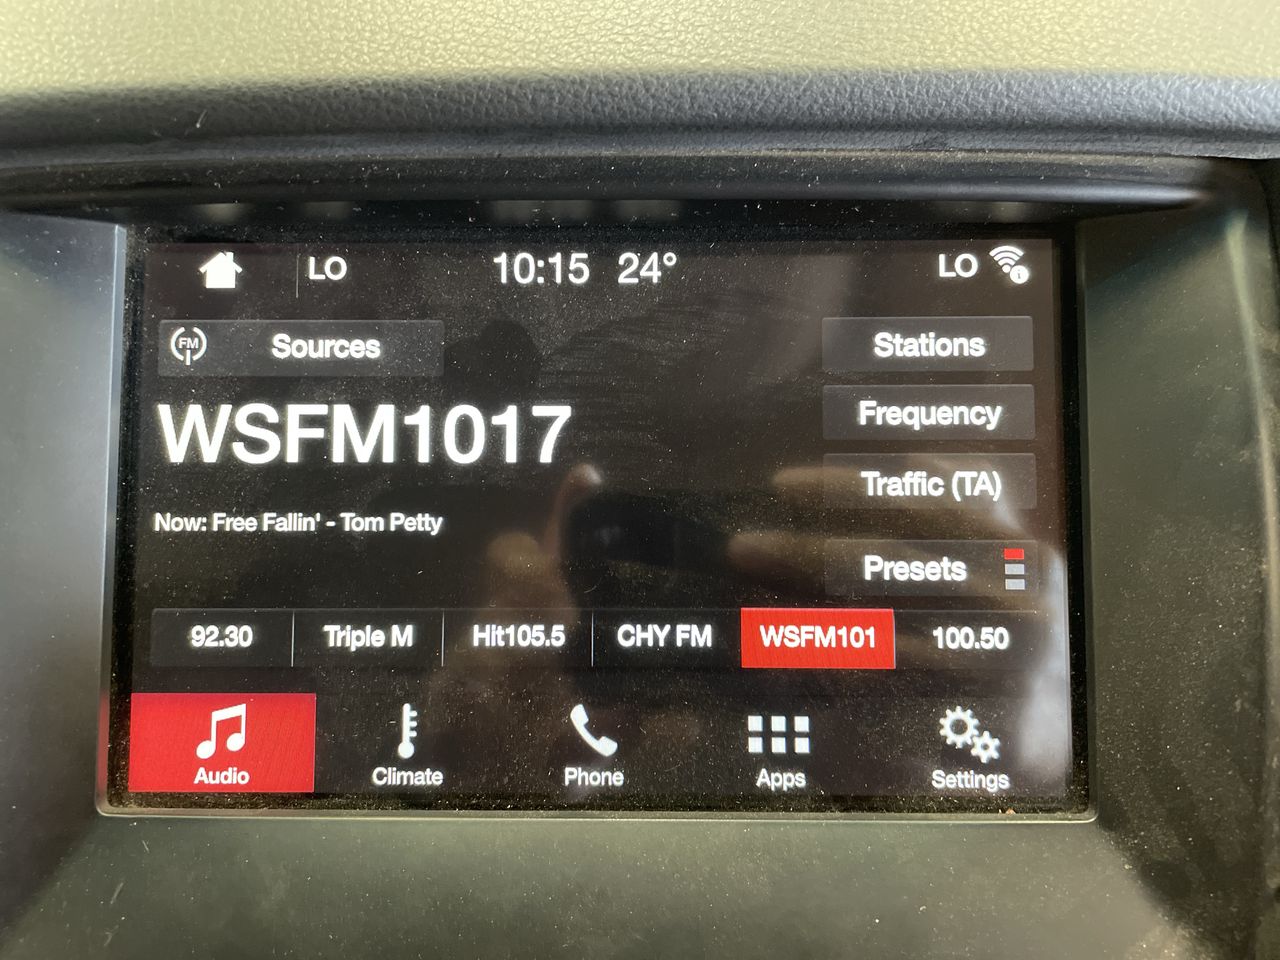 LO 10:15 24° LO
FM Sources
Stations
WSFM1017
Frequency
Traffic (TA)
Now: Free Fallin' - Tom Petty
Presets
92.30 Triple M Hit105.5 CHY FM WSFM101 100.50
Audio Climate Phone Apps Settings